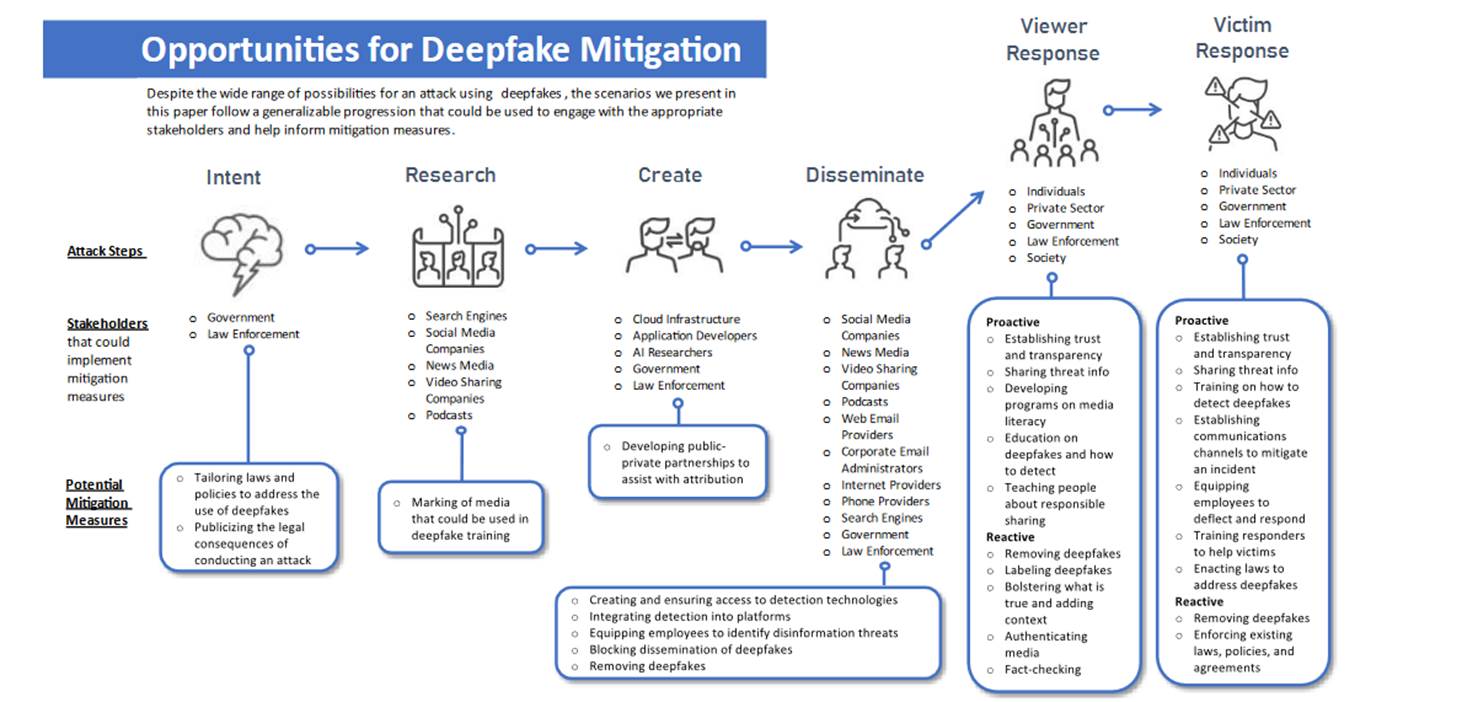 Opportunities for Deepfake Mitigation
Despite the wide range of possibilities for an attack using deepfakes, the scenarios we present in
this paper follow a generalizable progression that could be used to engage with the appropriate
stakeholders and help inform mitigation measures.
Attack Steps
Stakeholders
that could
implement
mitigation
measures
Potential
Mitigation
Measures
Intent
o Government
o Law Enforcement
o Tailoring laws and
policies to address the
use of deepfakes
o Publicizing the legal
consequences of
conducting an attack
Research
o Search Engines
o Social Media
Companies
o News Media
o Video Sharing
Companies
o Podcasts
o Marking of media
that could be used in
deepfake training
Create
o Cloud Infrastructure
o Application Developers
o AI Researchers
o Government
o Law Enforcement
o Developing public-
private partnerships to
assist with attribution
Disseminate
o Social Media
Companies
o News Media
o Video Sharing
Companies
o Podcasts
o Web Email
Providers
o Corporate Email
Administrators
o Internet Providers
o Phone Providers
o Search Engines
o Government
o Law Enforcement
o Creating and ensuring access to detection technologies
o Integrating detection into platforms
o Equipping employees to identify disinformation threats
o Blocking dissemination of deepfakes
o Removing deepfakes
Viewer
Response
o Individuals
o Private Sector
o Government
o Law Enforcement
o Society
Proactive
o Establishing trust
and transparency
o Sharing threat info
o Developing
programs on media
literacy
o Education on
deepfakes and how
to detect
o Teaching people
about responsible
sharing
Reactive
o Removing deepfakes
o Labeling deepfakes
o Bolstering what is
true and adding
context
o Authenticating
media
o Fact-checking
Victim
Response
o Individuals
o Private Sector
o Government
o Law Enforcement
o Society
Proactive
o Establishing trust
and transparency
o Sharing threat info
o Training on how to
detect deepfakes
o Establishing
communications
channels to mitigate
an incident
o Equipping
employees to
deflect and respond
o Training responders
to help victims
o Enacting laws to
address deepfakes
Reactive
o Removing deepfakes
o Enforcing existing
laws, policies, and
agreements